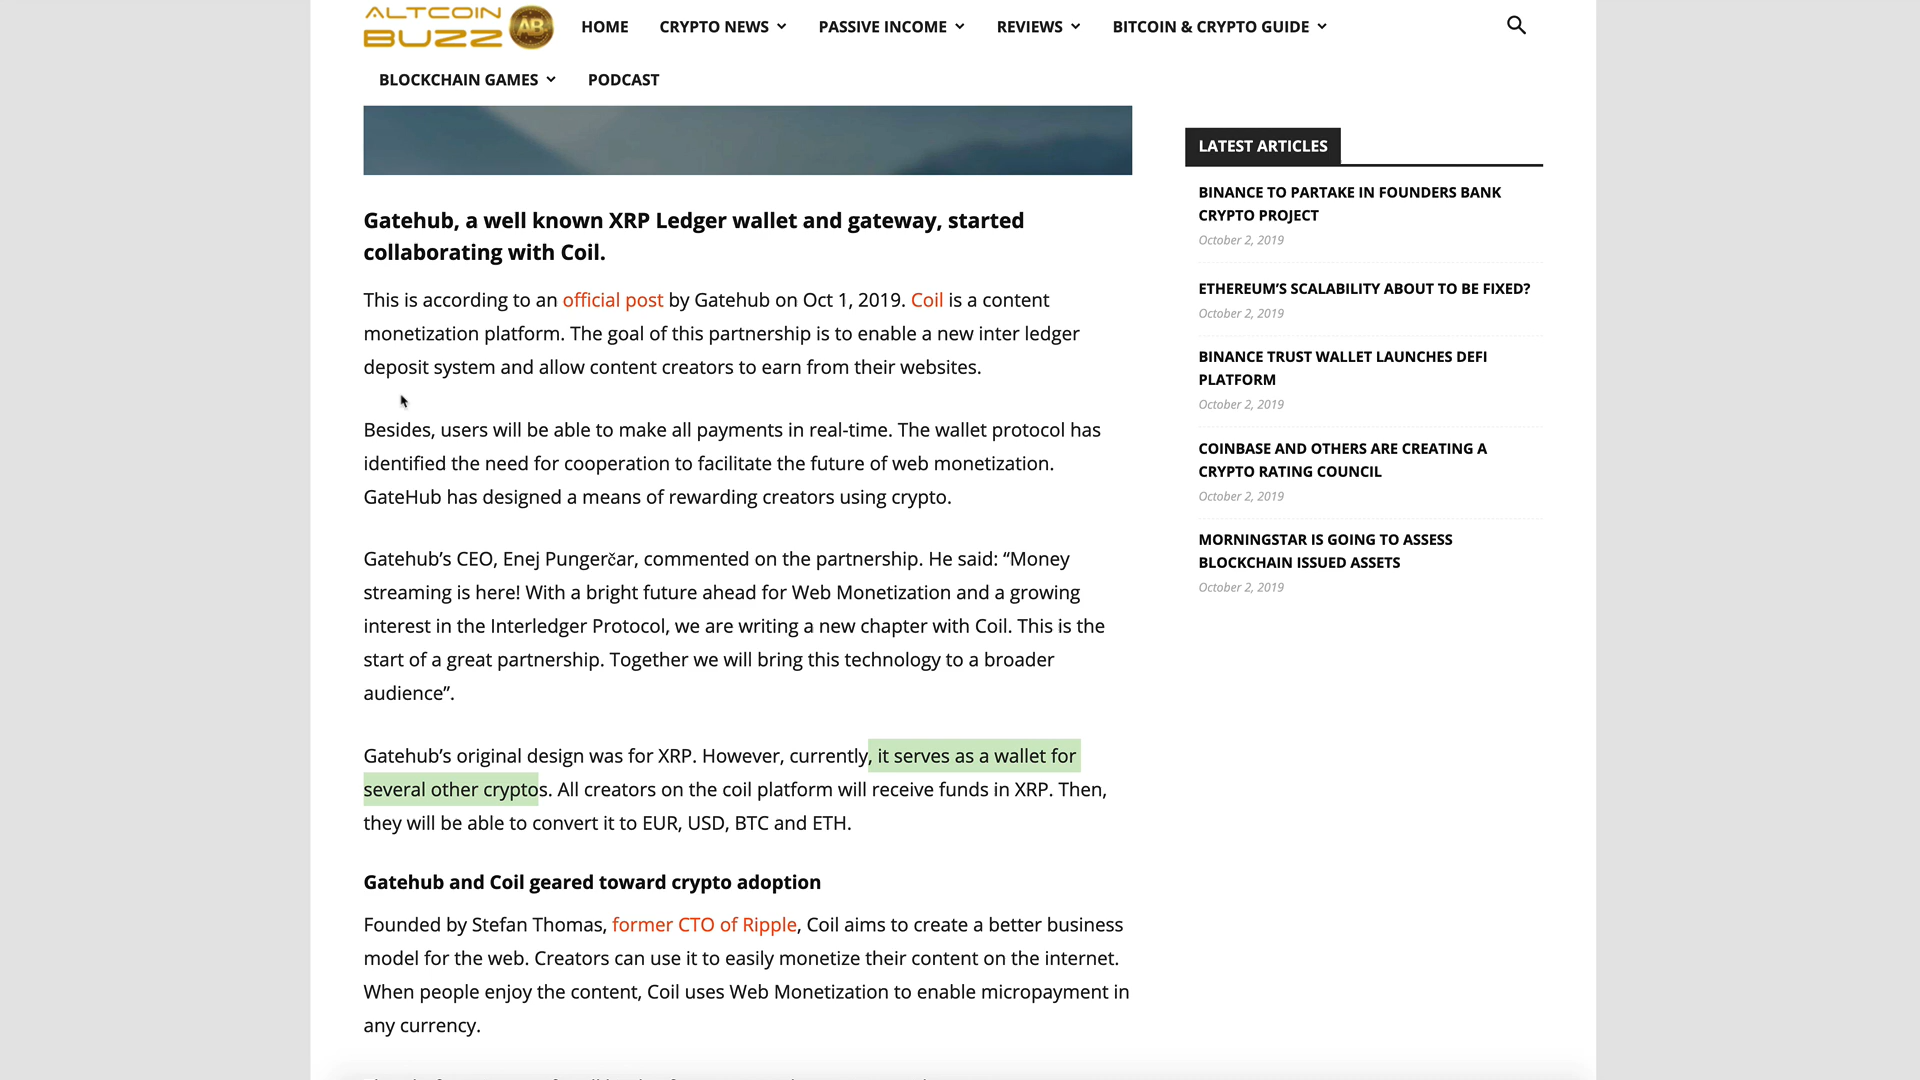 ALTCOIN
BUZZ AB
HOME CRYPTO NEWS PASSIVE INCOME REVIEWS BITCOIN & CRYPTO GUIDE
BLOCKCHAIN GAMES PODCAST
Gatehub, a well known XRP Ledger wallet and gateway, started
collaborating with Coil.
This is according to an official post by Gatehub on Oct 1, 2019. Coil is a content
monetization platform. The goal of this partnership is to enable a new inter ledger
deposit system and allow content creators to earn from their websites.
Besides, users will be able to make all payments in real-time. The wallet protocol has
identified the need for cooperation to facilitate the future of web monetization.
GateHub has designed a means of rewarding creators using crypto.
Gatehub’s CEO, Enej Pungerčar, commented on the partnership. He said: “Money
streaming is here! With a bright future ahead for Web Monetization and a growing
interest in the Interledger Protocol, we are writing a new chapter with Coil. This is the
start of a great partnership. Together we will bring this technology to a broader
audience”.
Gatehub’s original design was for XRP. However, currently, it serves as a wallet for
several other cryptos. All creators on the coil platform will receive funds in XRP. Then,
they will be able to convert it to EUR, USD, BTC and ETH.
Gatehub and Coil geared toward crypto adoption
Founded by Stefan Thomas, former CTO of Ripple, Coil aims to create a better business
model for the web. Creators can use it to easily monetize their content on the internet.
When people enjoy the content, Coil uses Web Monetization to enable micropayment in
any currency.
LATEST ARTICLES
BINANCE TO PARTAKE IN FOUNDERS BANK
CRYPTO PROJECT
October 2, 2019
ETHEREUM’S SCALABILITY ABOUT TO BE FIXED?
October 2, 2019
BINANCE TRUST WALLET LAUNCHES DEFI
PLATFORM
October 2, 2019
COINBASE AND OTHERS ARE CREATING A
CRYPTO RATING COUNCIL
October 2, 2019
MORNINGSTAR IS GOING TO ASSESS
BLOCKCHAIN ISSUED ASSETS
October 2, 2019